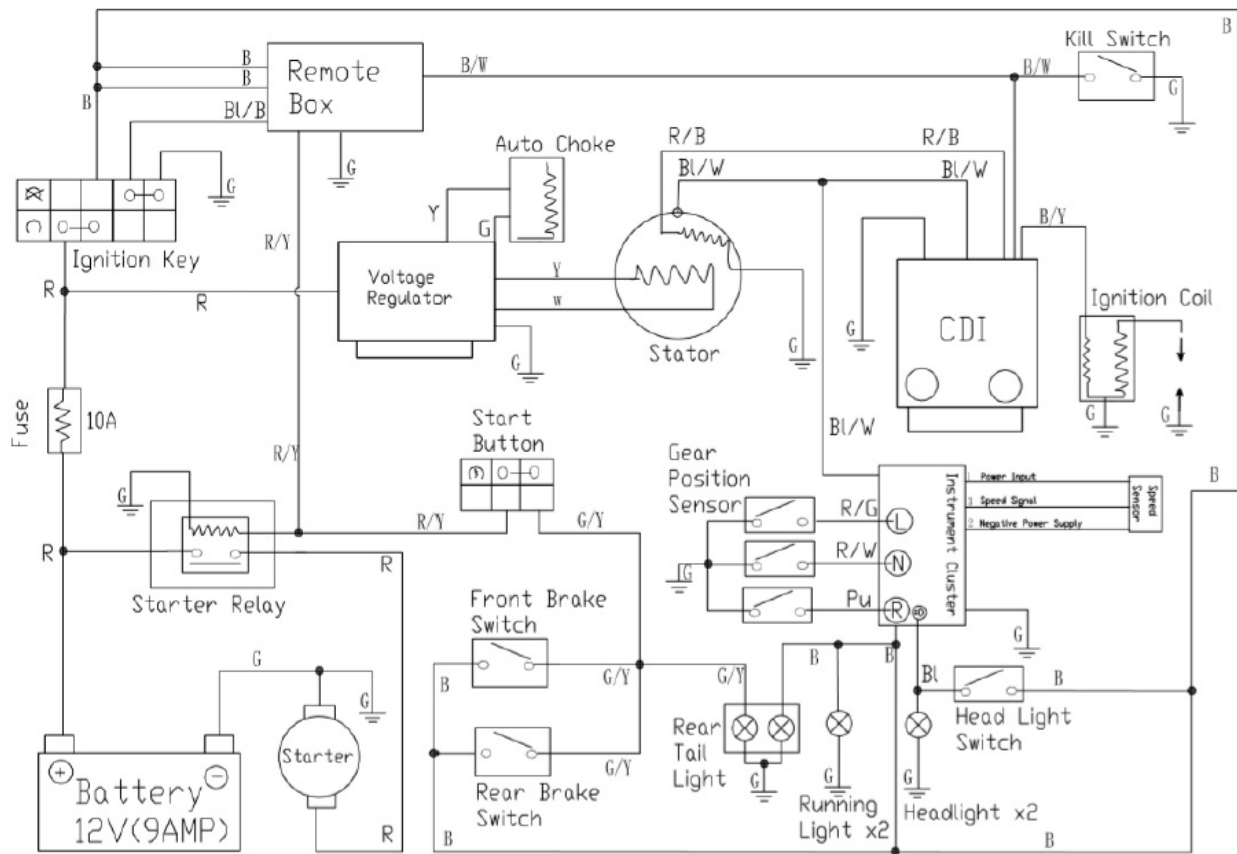 B
Kill Switch
B
B
Remote
Box
B/W
B/W
G
B
Bl/B
G
G
Auto Choke
R/B
R/B
Bl/W
Bl/W
Y
G
B/Y
Ignition Key
R/Y
Voltage
Regulator
Y
W
Stator
G
G
G
CDI
Ignition Coil
R
R
Fuse
10A
G
G
Start
Button
Bl/W
Gear
Position
Sensor
R/Y
G
R/Y
G/Y
R/G
L
R/W
N
Pu
R
G
Instrument Cluster
1 Power Input
3 Speed Signal
2 Negative Power Supply
Speed
Sensor
B
R
R
Starter Relay
Front Brake
Switch
G
G
B
G/Y
G/Y
B
B
Bl
B
Head Light
Switch
Starter
Rear
Tail
Light
G
G
G
G/Y
Rear Brake
Switch
Running
Light x2
Headlight x2
+
−
Battery
12V(9AMP)
R
B
B